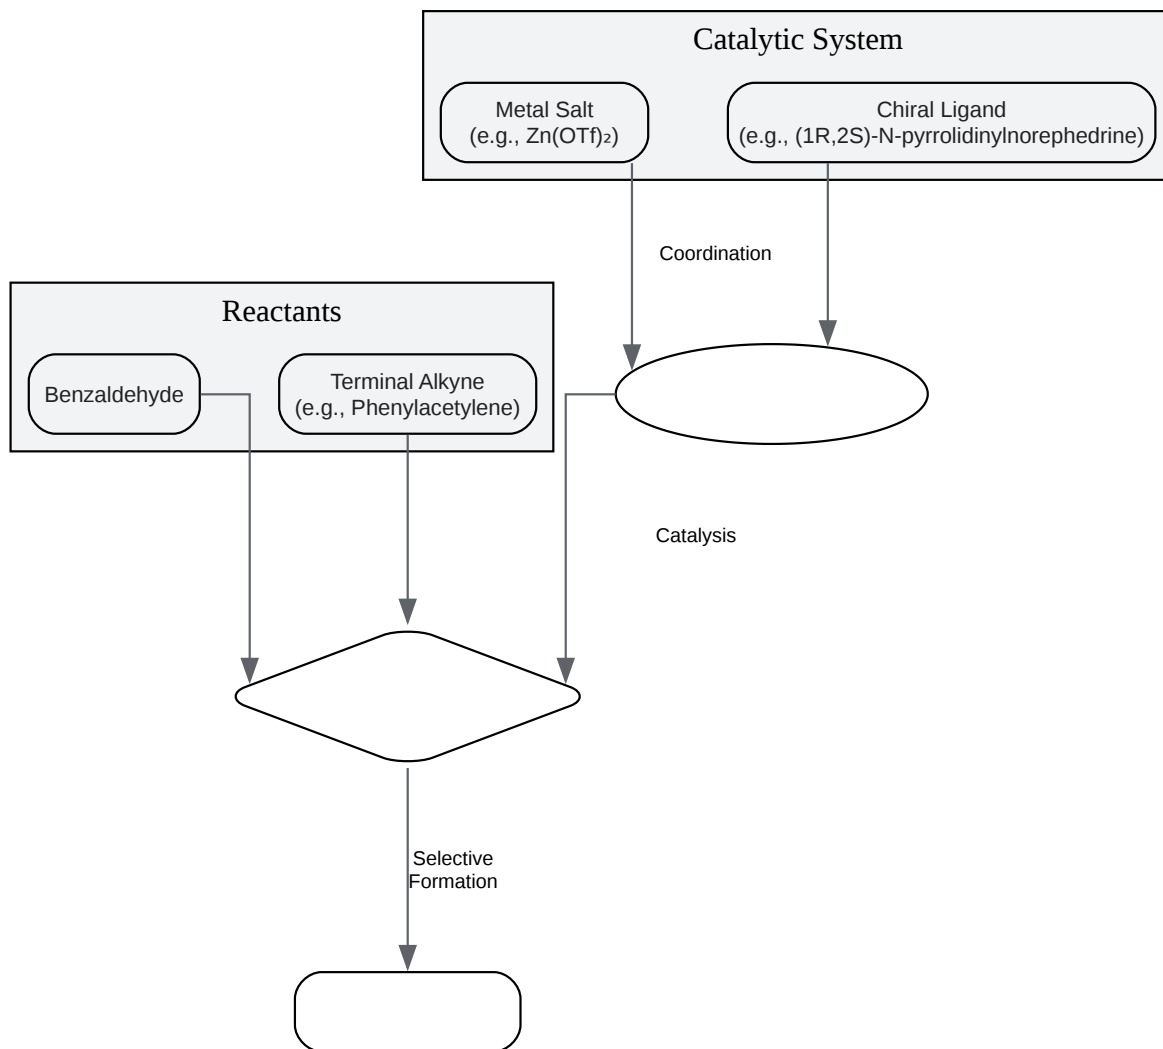 Catalytic System
Metal Salt
(e.g., Zn(OTf)₂)
Chiral Ligand
(e.g., (1R,2S)-N-pyrrolidinylnorephedrine)
Coordination
Reactants
Benzaldehyde
Terminal Alkyne
(e.g., Phenylacetylene)
Catalysis
Selective
Formation